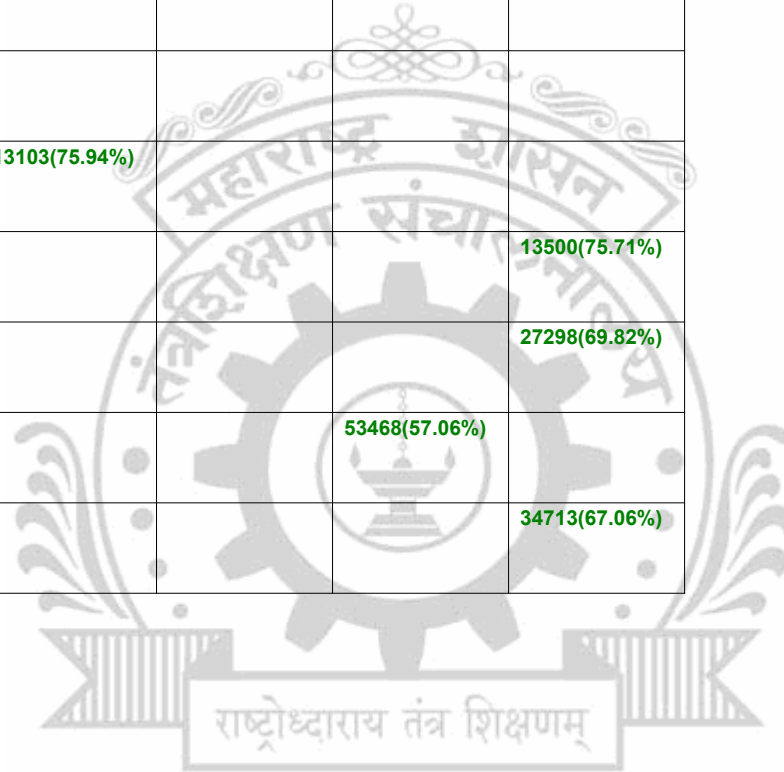 महाराष्ट्र शासन
13103(75.94%)
तंत्रशिक्षण संचालनालय
13500(75.71%)
27298(69.82%)
53468(57.06%)
34713(67.06%)
राष्ट्रोध्दाराय तंत्र शिक्षणम्